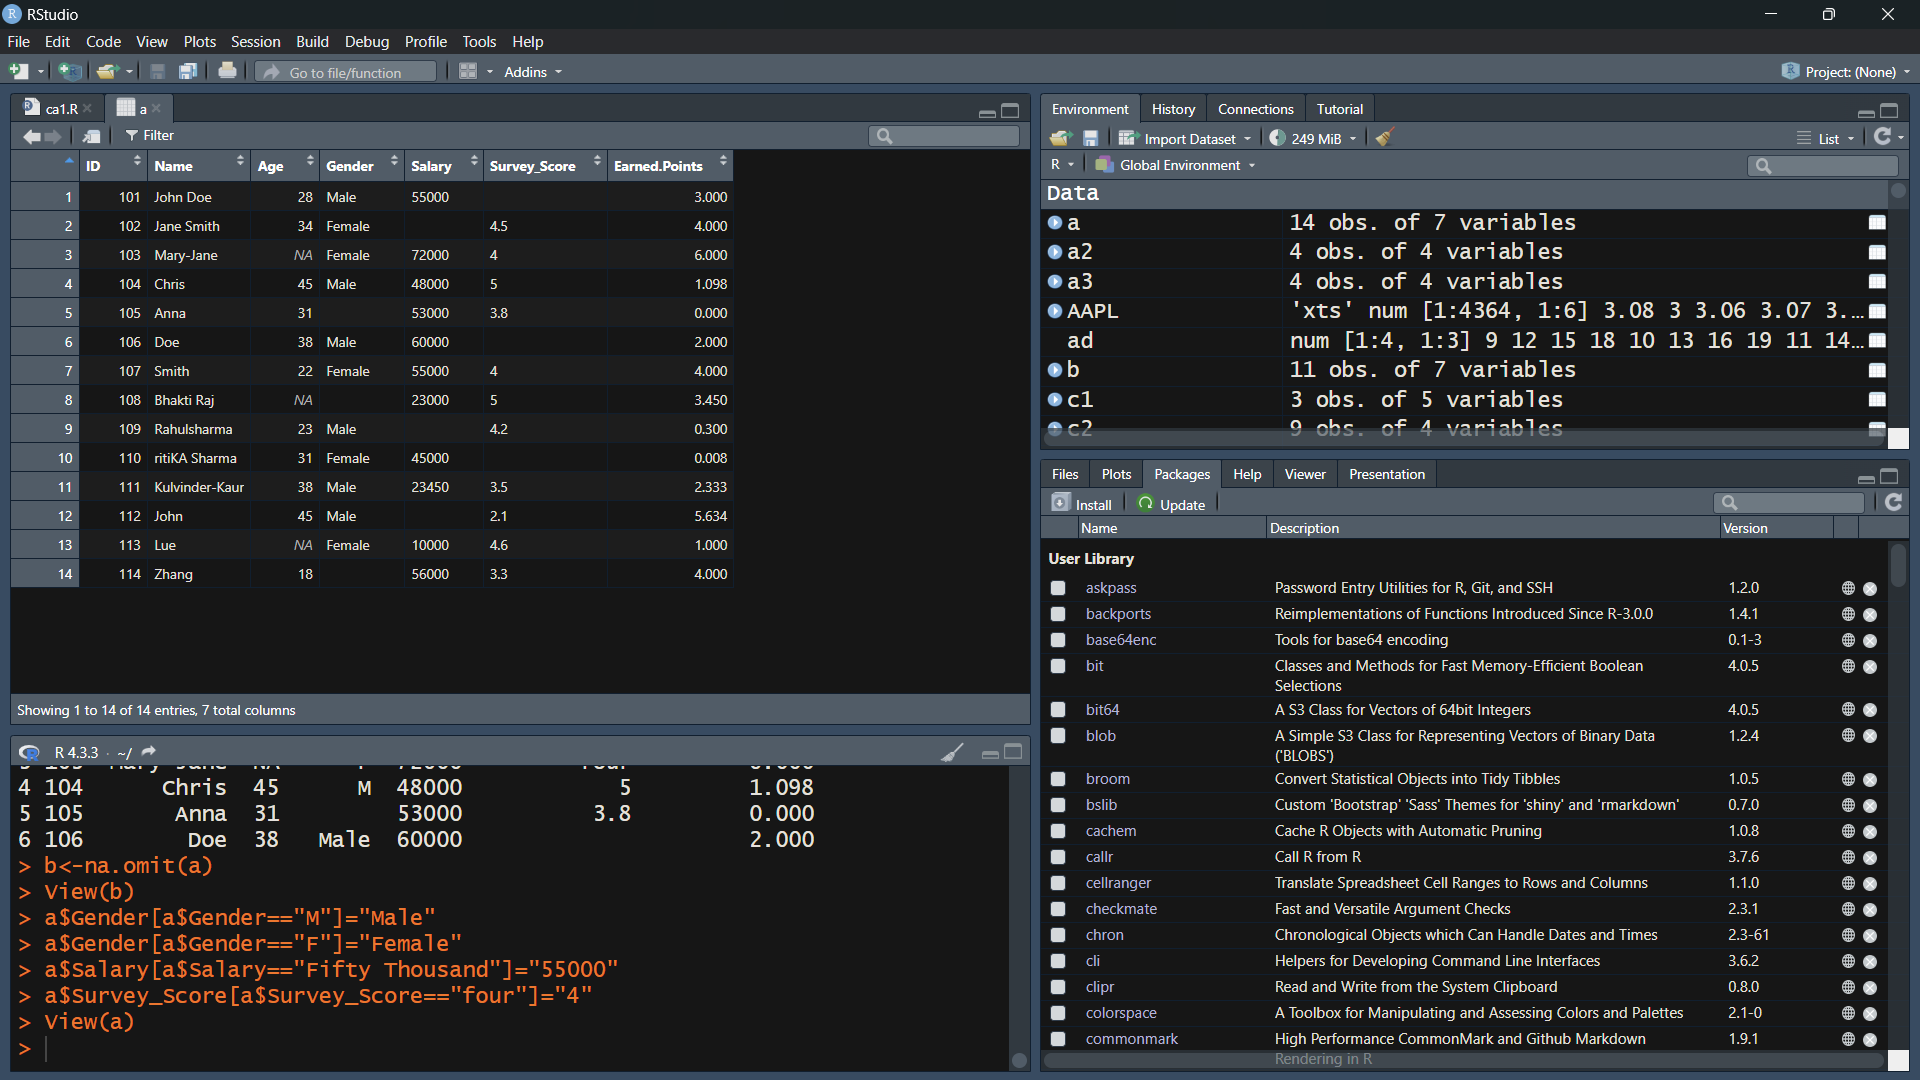 RStudio
File Edit Code View Plots Session Build Debug Profile Tools Help
Go to file/function Addins Project: (None)
ca1.R a
Filter
ID Name Age Gender Salary Survey_Score Earned.Points
1 101 John Doe 28 Male 55000 3.000
2 102 Jane Smith 34 Female 4.5 4.000
3 103 Mary-Jane NA Female 72000 4 6.000
4 104 Chris 45 Male 48000 5 1.098
5 105 Anna 31 53000 3.8 0.000
6 106 Doe 38 Male 60000 2.000
7 107 Smith 22 Female 55000 4 4.000
8 108 Bhakti Raj NA 23000 5 3.450
9 109 Rahulsharma 23 Male 4.2 0.300
10 110 ritiKA Sharma 31 Female 45000 0.008
11 111 Kulvinder-Kaur 38 Male 23450 3.5 2.333
12 112 John 45 Male 2.1 5.634
13 113 Lue NA Female 10000 4.6 1.000
14 114 Zhang 18 56000 3.3 4.000
Showing 1 to 14 of 14 entries, 7 total columns
R 4.3.3 · ~/
4 104 Chris 45 M 48000 5 1.098
5 105 Anna 31 53000 3.8 0.000
6 106 Doe 38 Male 60000 2.000
> b<-na.omit(a)
> View(b)
> a$Gender[a$Gender=="M"]="Male"
> a$Gender[a$Gender=="F"]="Female"
> a$Salary[a$Salary=="Fifty Thousand"]="55000"
> a$Survey_Score[a$Survey_Score=="four"]="4"
> View(a)
>
Environment History Connections Tutorial
Import Dataset 249 MiB List
R Global Environment
Data
a 14 obs. of 7 variables
a2 4 obs. of 4 variables
a3 4 obs. of 4 variables
AAPL 'xts' num [1:4364, 1:6] 3.08 3 3.06 3.07 3.…
ad num [1:4, 1:3] 9 12 15 18 10 13 16 19 11 14…
b 11 obs. of 7 variables
c1 3 obs. of 5 variables
c2 9 obs. of 4 variables
Files Plots Packages Help Viewer Presentation
Install Update
Name Description Version
User Library
askpass Password Entry Utilities for R, Git, and SSH 1.2.0
backports Reimplementations of Functions Introduced Since R-3.0.0 1.4.1
base64enc Tools for base64 encoding 0.1-3
bit Classes and Methods for Fast Memory-Efficient Boolean 4.0.5
Selections
bit64 A S3 Class for Vectors of 64bit Integers 4.0.5
blob A Simple S3 Class for Representing Vectors of Binary Data 1.2.4
('BLOBS')
broom Convert Statistical Objects into Tidy Tibbles 1.0.5
bslib Custom 'Bootstrap' 'Sass' Themes for 'shiny' and 'rmarkdown' 0.7.0
cachem Cache R Objects with Automatic Pruning 1.0.8
callr Call R from R 3.7.6
cellranger Translate Spreadsheet Cell Ranges to Rows and Columns 1.1.0
checkmate Fast and Versatile Argument Checks 2.3.1
chron Chronological Objects which Can Handle Dates and Times 2.3-61
cli Helpers for Developing Command Line Interfaces 3.6.2
clipr Read and Write from the System Clipboard 0.8.0
colorspace A Toolbox for Manipulating and Assessing Colors and Palettes 2.1-0
commonmark High Performance CommonMark and Github Markdown 1.9.1
Rendering in R